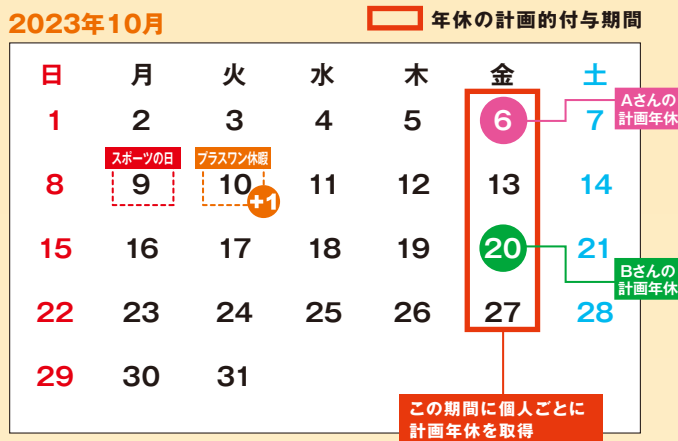 2023年10月
年休の計画的付与期間
日 月 火 水 木 金 土
1 2 3 4 5 6 7
Aさんの
計画年休
スポーツの日 プラスワン休暇
8 9 10 11 12 13 14
+1
15 16 17 18 19 20 21
Bさんの
計画年休
22 23 24 25 26 27 28
29 30 31
この期間に個人ごとに
計画年休を取得